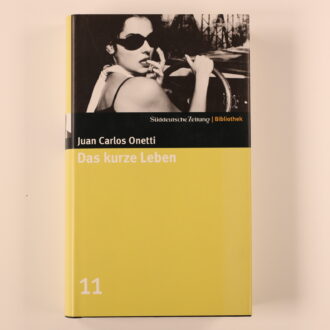 Süddeutsche Zeitung | Bibliothek
Juan Carlos Onetti
Das kurze Leben
11